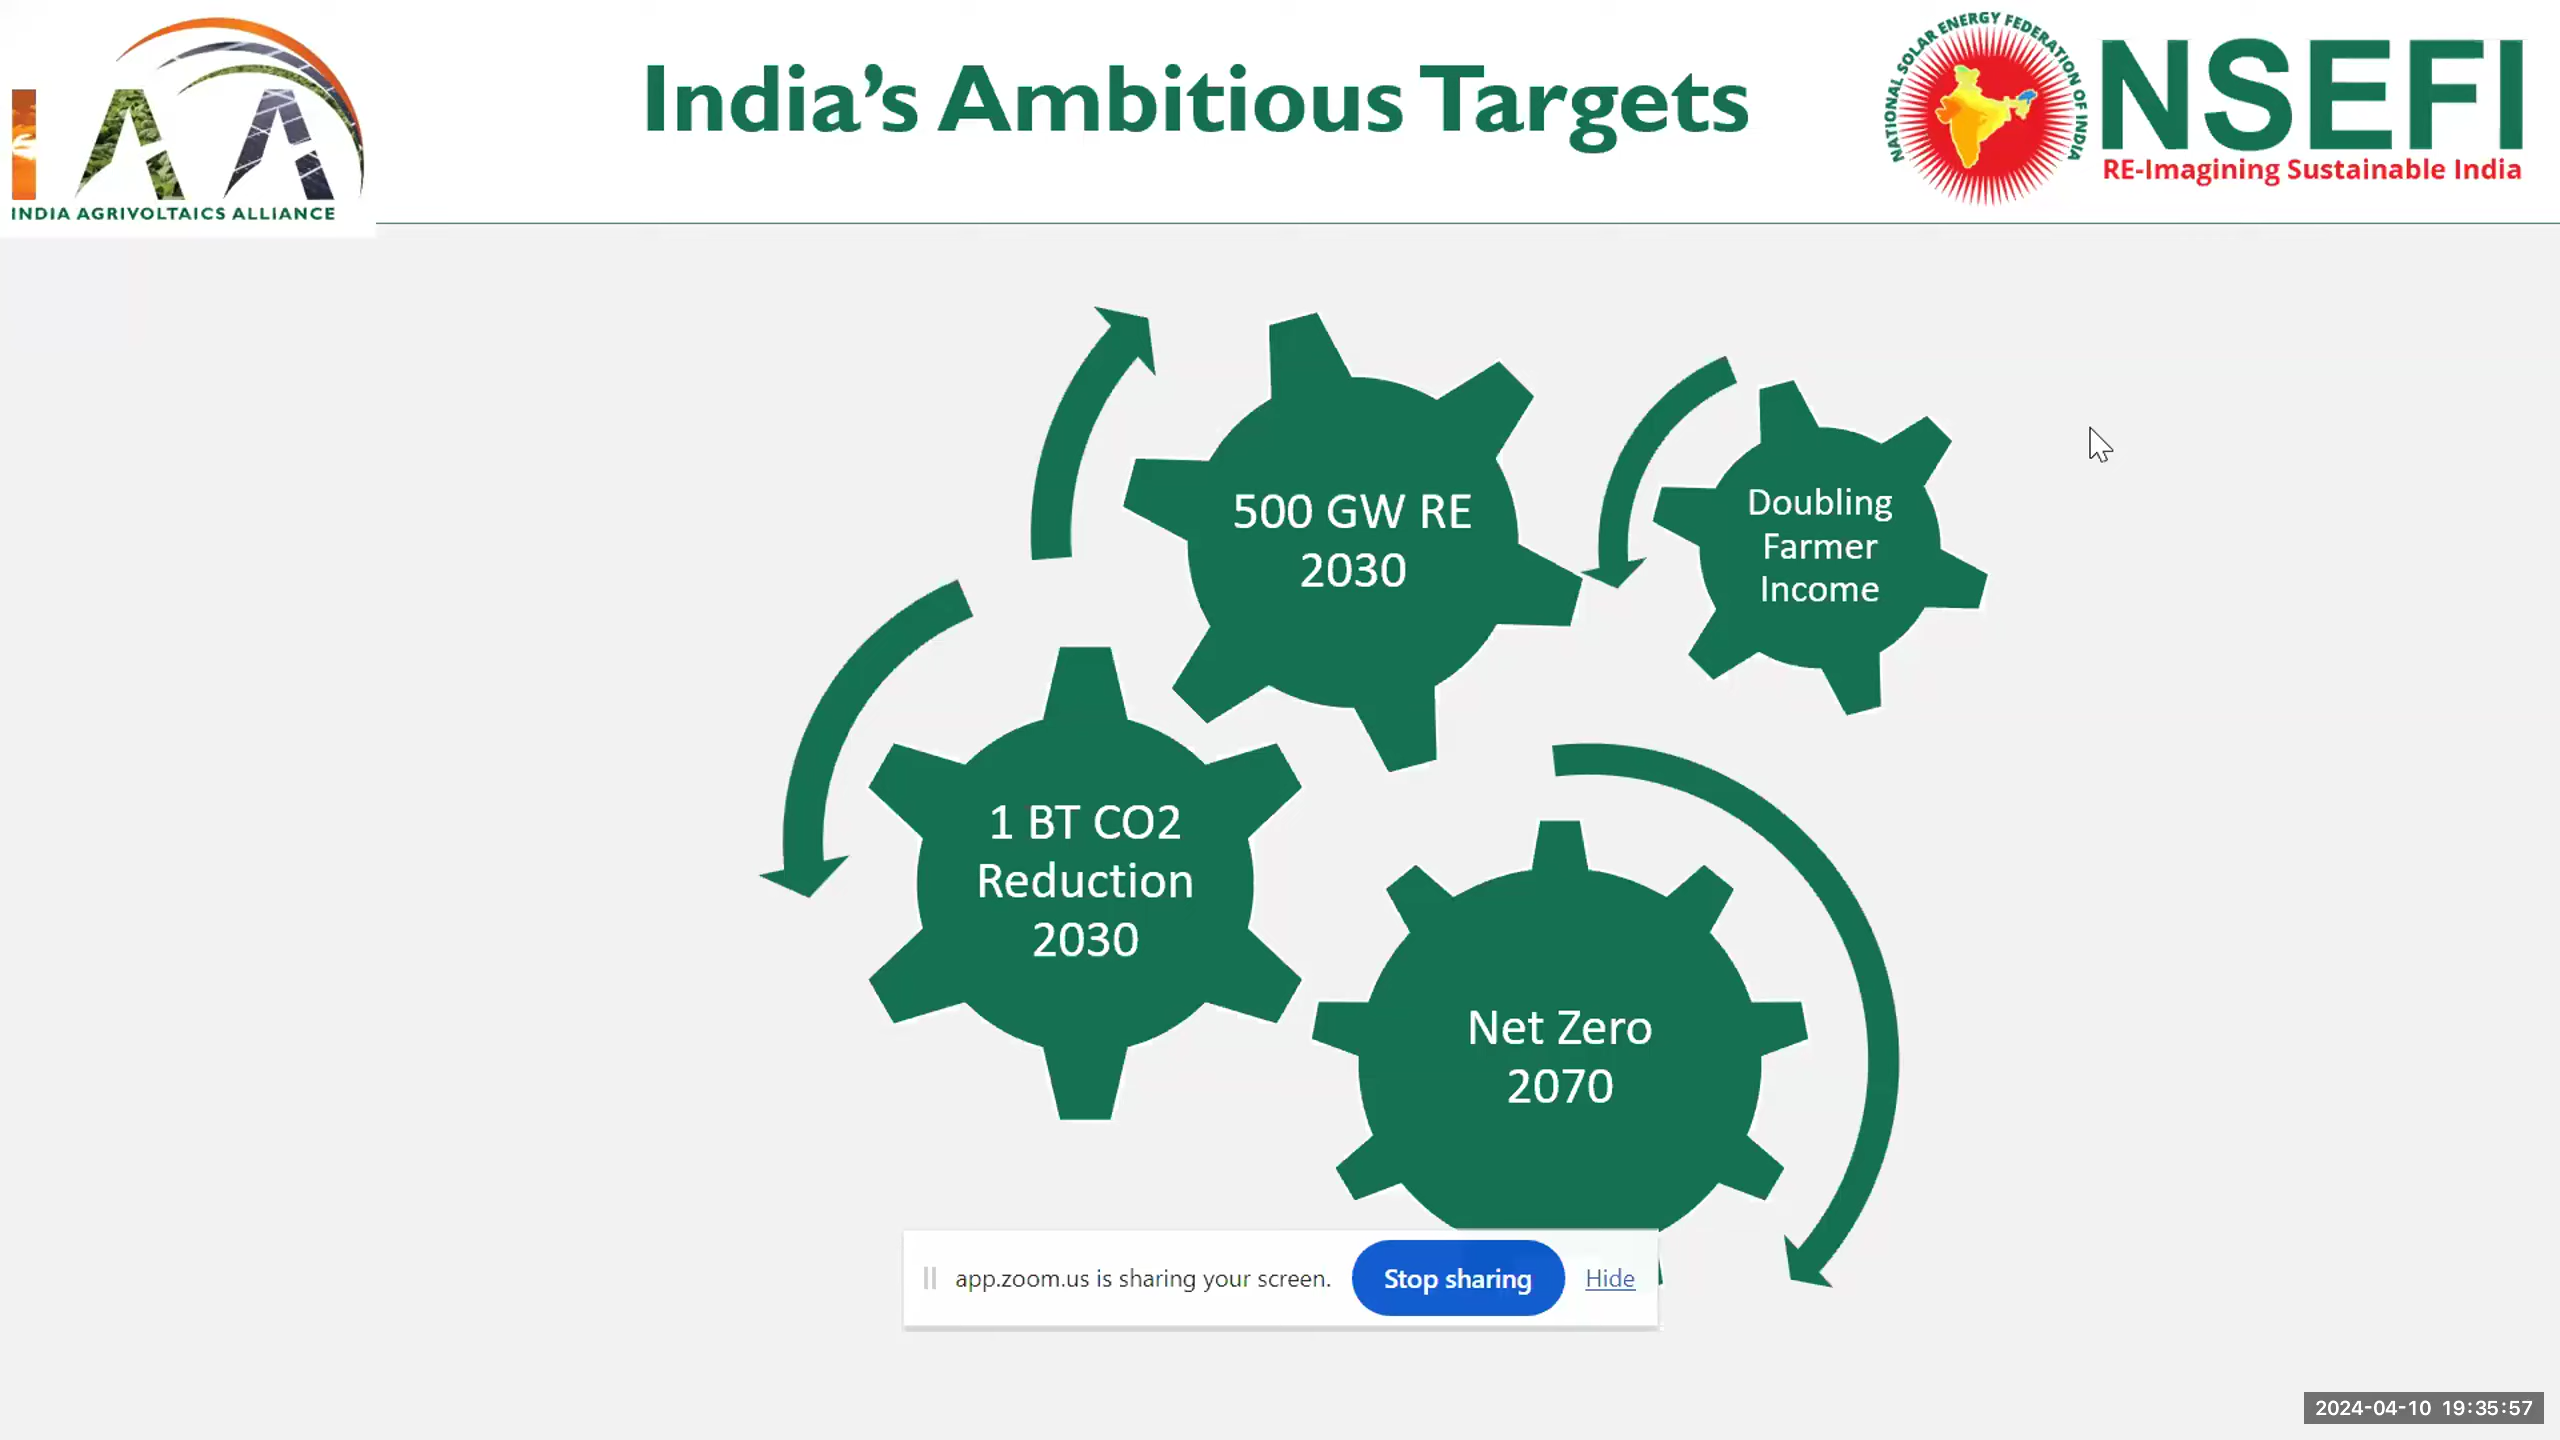 IAA
INDIA AGRIVOLTAICS ALLIANCE
India’s Ambitious Targets
NATIONAL SOLAR ENERGY FEDERATION OF INDIA
NSEFI
RE-Imagining Sustainable India
500 GW RE
2030
Doubling
Farmer
Income
1 BT CO2
Reduction
2030
Net Zero
2070
app.zoom.us is sharing your screen.
Stop sharing
Hide
2024-04-10 19:35:57